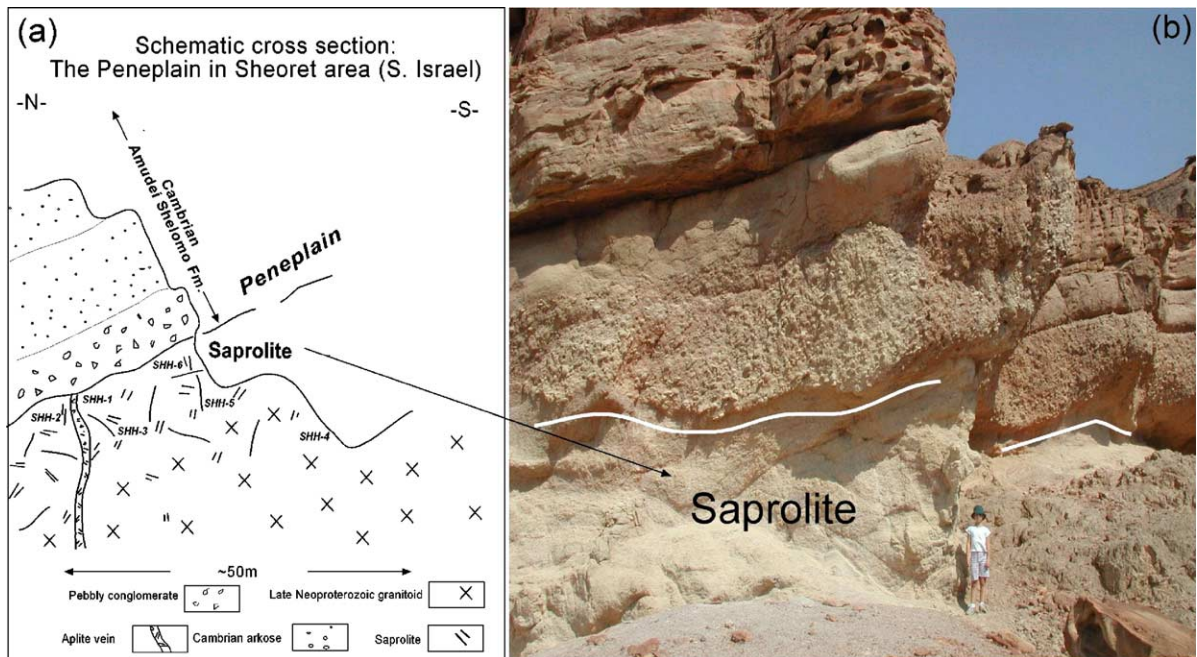 (a)
Schematic cross section:
The Peneplain in Sheoret area (S. Israel)
-N-
-S-
Cambrian
Amudei Shelomo Fm.
Peneplain
Saprolite
SHH-6
SHH-1
SHH-5
SHH-2
SHH-3
SHH-4
~50m
Pebbly conglomerate
Late Neoproterozoic granitoid
Aplite vein
Cambrian arkose
Saprolite
(b)
Saprolite